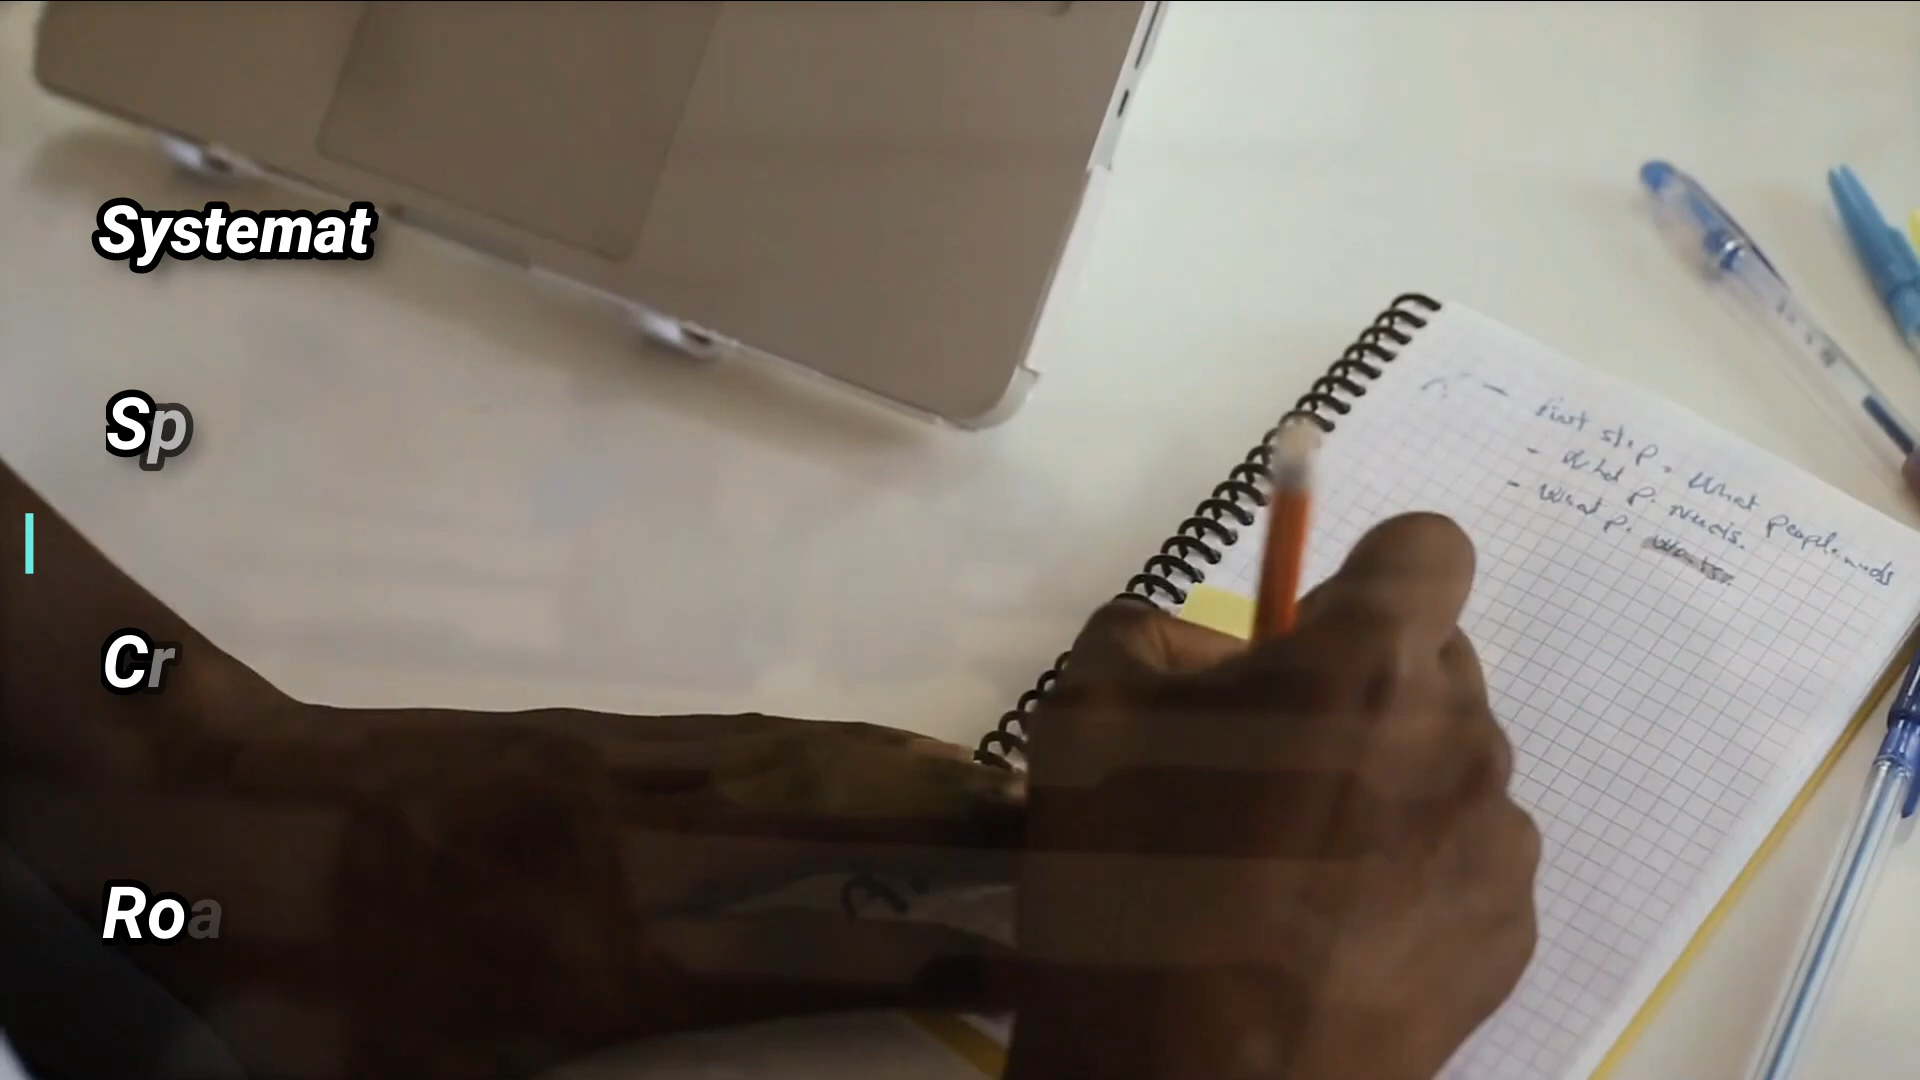 Systemat
Sp
Cr
Roa
First step. What people needs
- What p. needs.
- What p.